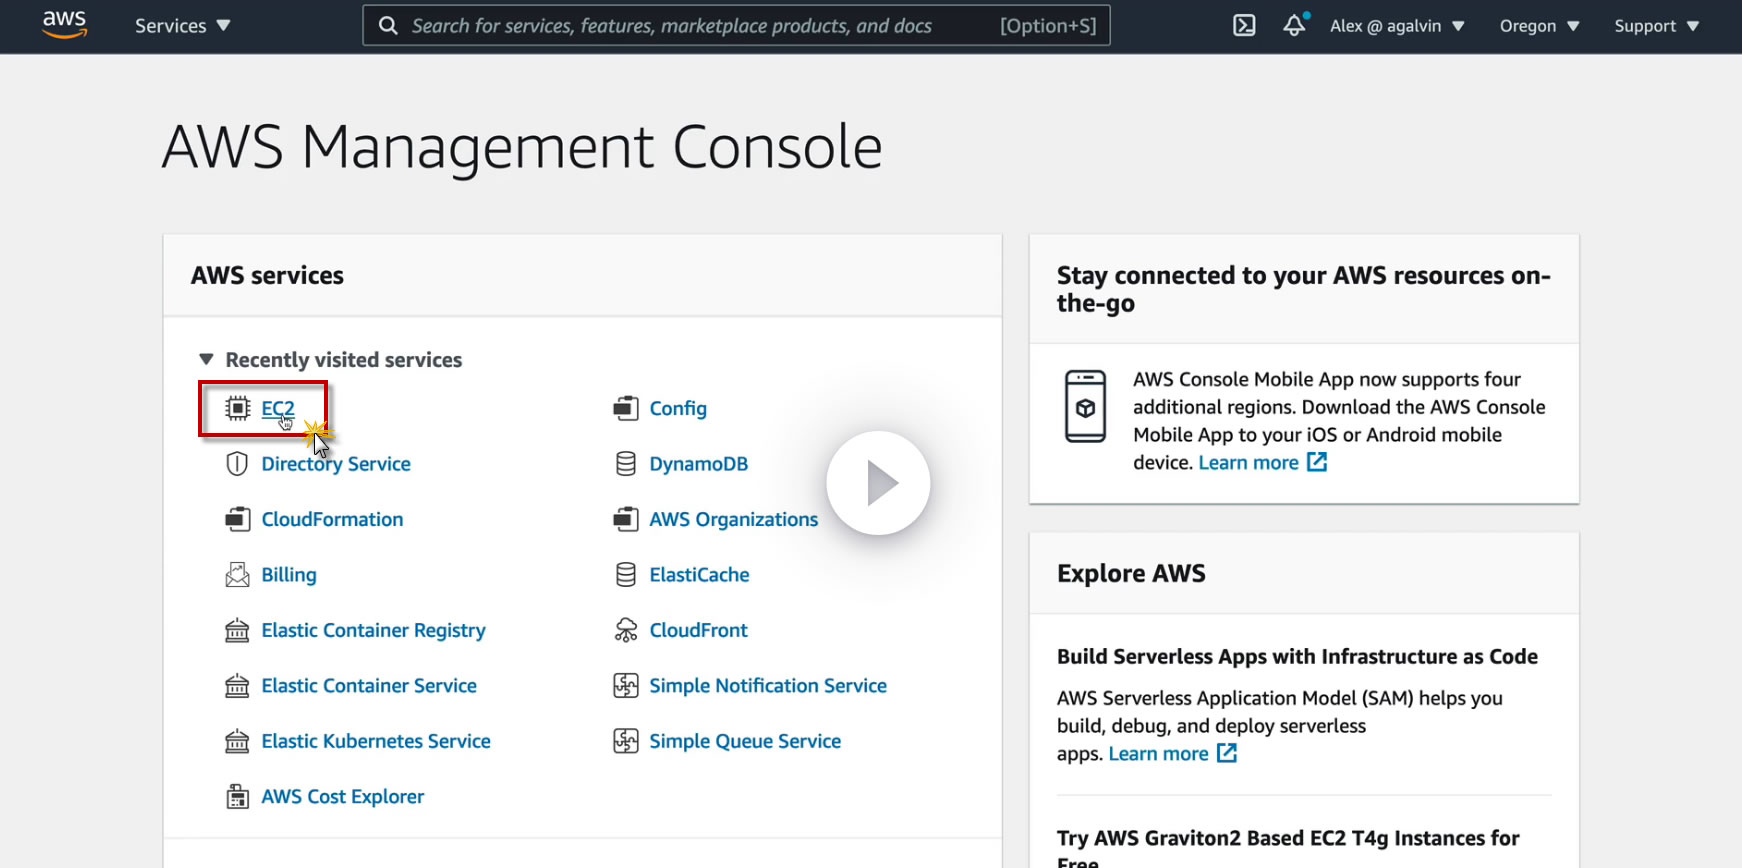 aws
Services
Search for services, features, marketplace products, and docs
[Option+S]
Alex @ agalvin
Oregon
Support
AWS Management Console
AWS services
Recently visited services
EC2
Directory Service
CloudFormation
Billing
Elastic Container Registry
Elastic Container Service
Elastic Kubernetes Service
AWS Cost Explorer
Config
DynamoDB
AWS Organizations
ElastiCache
CloudFront
Simple Notification Service
Simple Queue Service
Stay connected to your AWS resources on-
the-go
AWS Console Mobile App now supports four
additional regions. Download the AWS Console
Mobile App to your iOS or Android mobile
device. Learn more
Explore AWS
Build Serverless Apps with Infrastructure as Code
AWS Serverless Application Model (SAM) helps you
build, debug, and deploy serverless
apps. Learn more
Try AWS Graviton2 Based EC2 T4g Instances for
Free